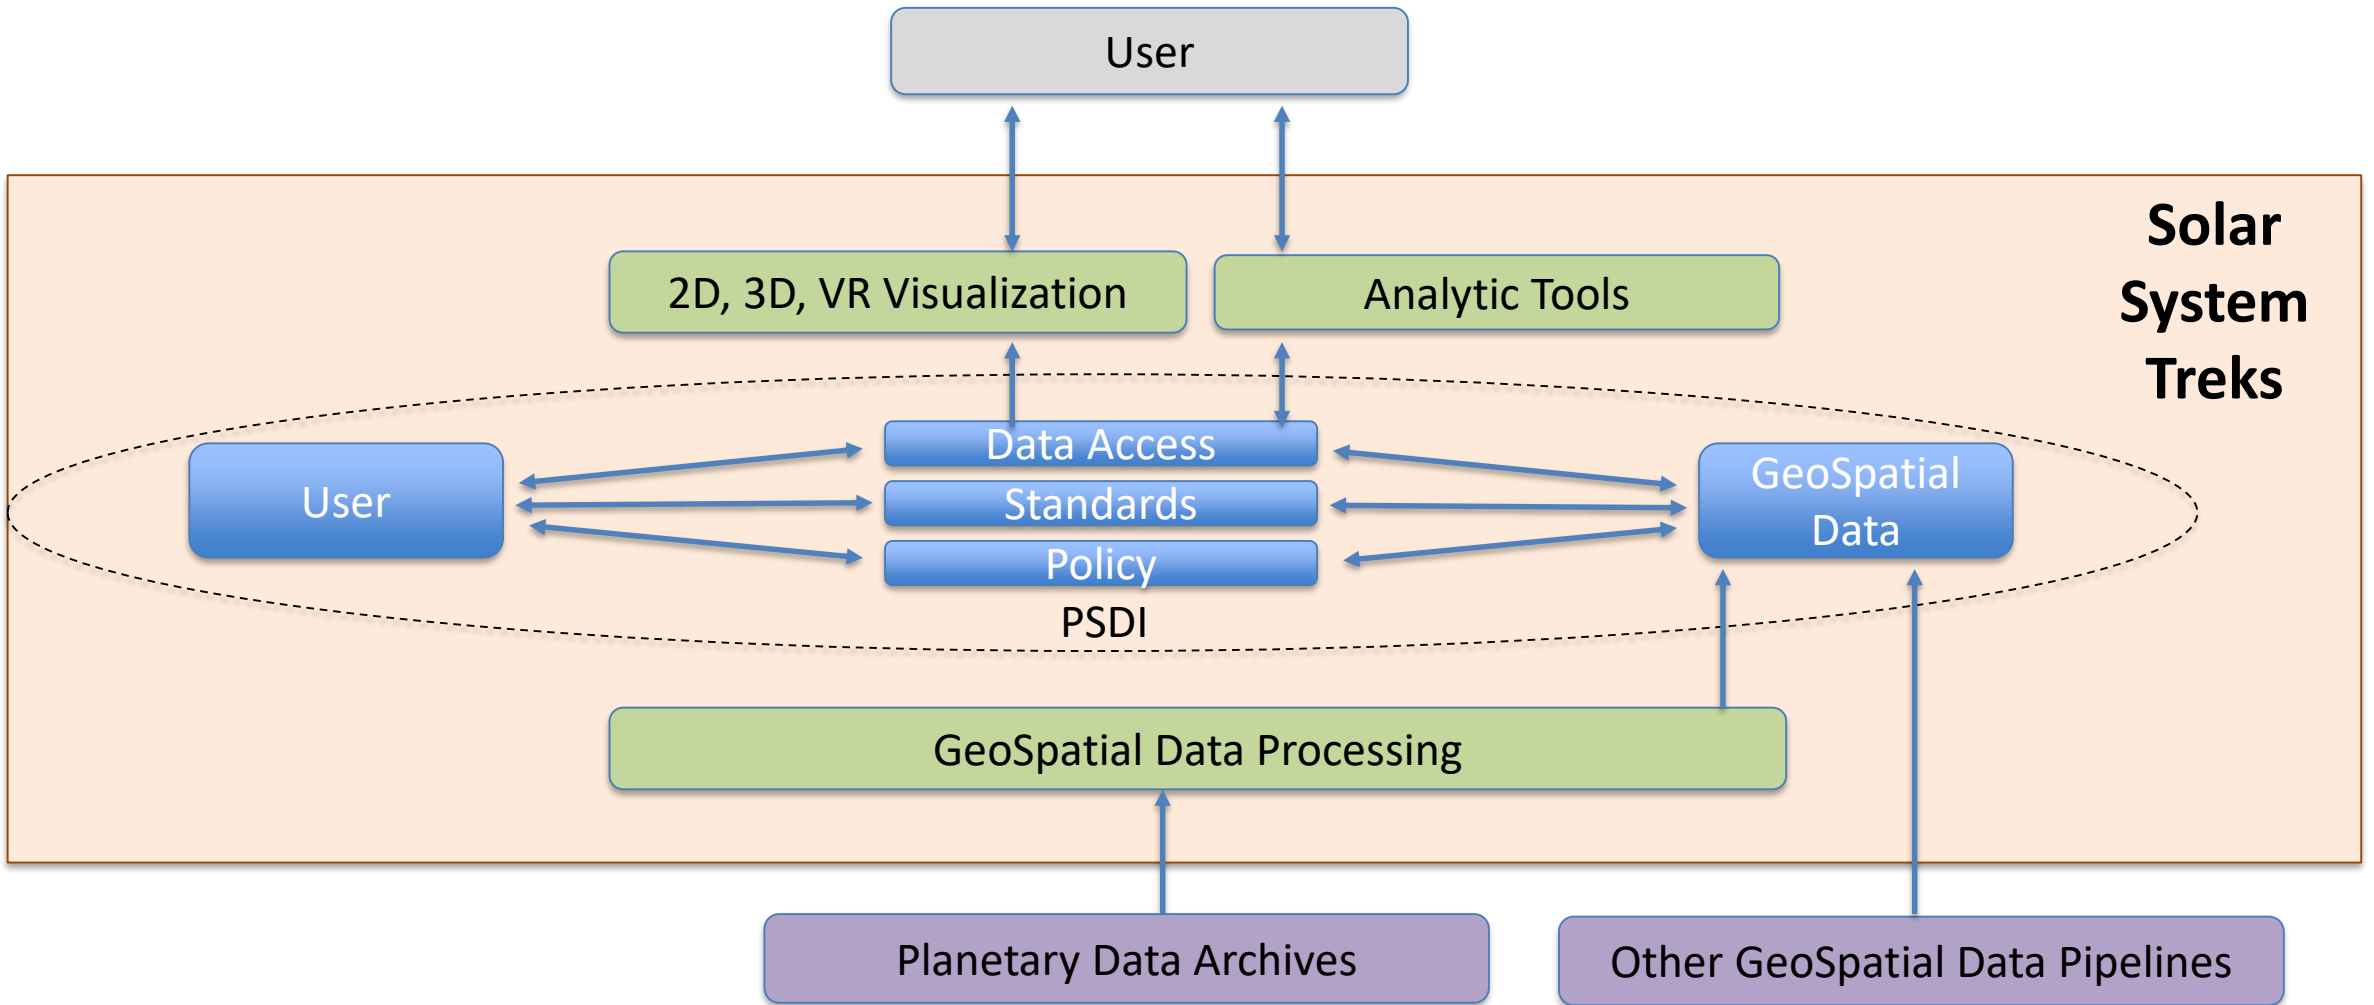 User
Solar
System
Treks
2D, 3D, VR Visualization
Analytic Tools
User
Data Access
Standards
Policy
GeoSpatial
Data
PSDI
GeoSpatial Data Processing
Planetary Data Archives
Other GeoSpatial Data Pipelines